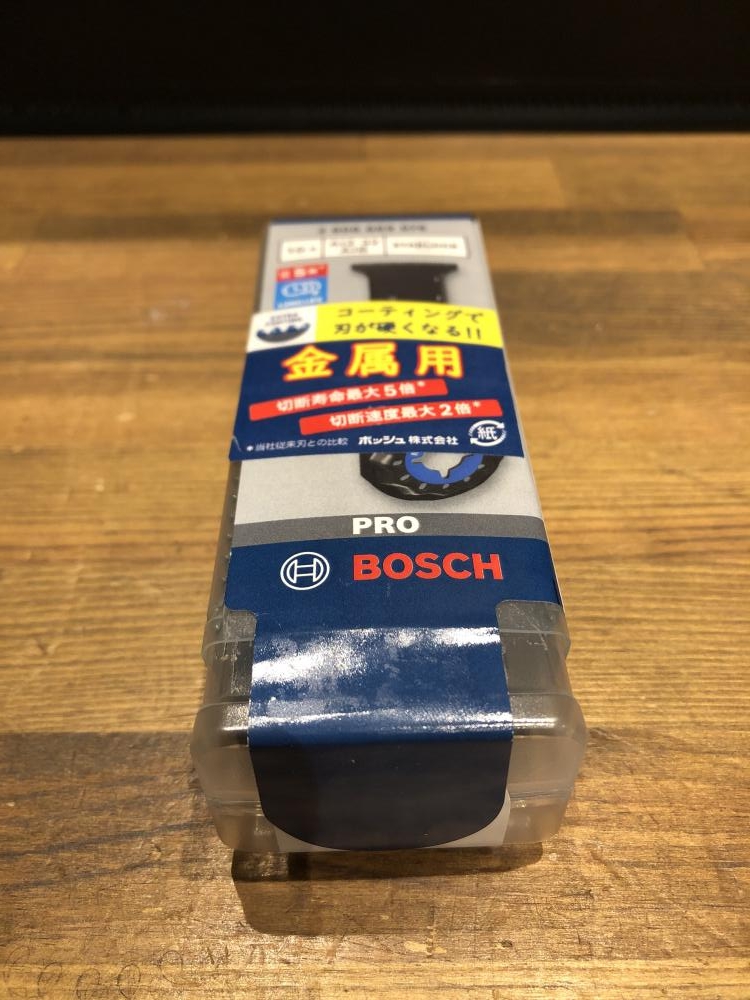 コーティングで
刃が硬くなる!!
金属用
切断寿命最大5倍*
切断速度最大2倍*
*当社従来刃との比較 ボッシュ株式会社
紙
PRO
BOSCH